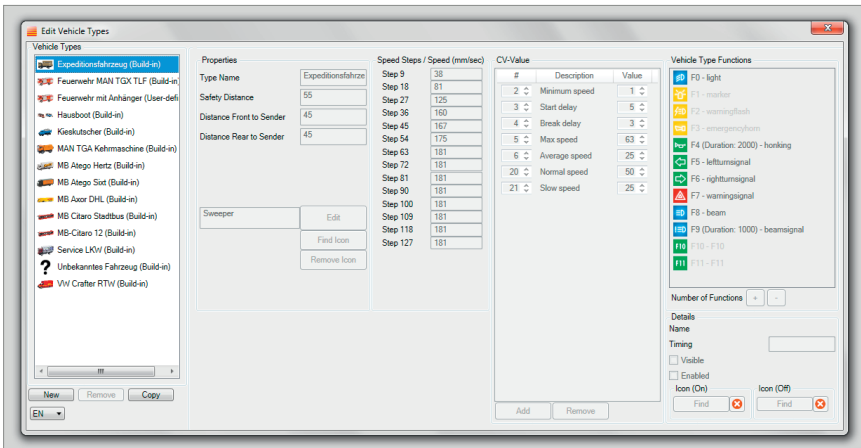 Edit Vehicle Types
Vehicle Types
Expeditionsfahrzeug (Build-in)
Feuerwehr MAN TGX TLF (Build-in
Feuerwehr mit Anhänger (User-defi
Hausboot (Build-in)
Kieskutscher (Build-in)
MAN TGA Kehrmaschine (Build-in)
MB Atego Hertz (Build-in)
MB Atego Sixt (Build-in)
MB Axor DHL (Build-in)
MB Citaro Stadtbus (Build-in)
MB-Citaro 12 (Build-in)
Service LKW (Build-in)
Unbekanntes Fahrzeug (Build-in)
VW Crafter RTW (Build-in)
New Remove Copy
EN
Properties
Type Name Expeditionsfahrze
Safety Distance 55
Distance Front to Sender 45
Distance Rear to Sender 45
Sweeper Edit
Find Icon
Remove Icon
Speed Steps / Speed (mm/sec)
Step 9 38
Step 18 81
Step 27 125
Step 36 160
Step 45 167
Step 54 175
Step 63 181
Step 72 181
Step 81 181
Step 90 181
Step 100 181
Step 109 181
Step 118 181
Step 127 181
CV-Value
# Description Value
2 Minimum speed 1
3 Start delay 5
4 Break delay 3
5 Max speed 63
6 Average speed 25
20 Normal speed 50
21 Slow speed 25
Add Remove
Vehicle Type Functions
F0 - light
F1 - marker
F2 - warningflash
F3 - emergencyhorn
F4 (Duration: 2000) - honking
F5 - leftturnsignal
F6 - rightturnsignal
F7 - warningsignal
F8 - beam
F9 (Duration: 1000) - beamsignal
F10 F10 - F10
F11 F11 - F11
Number of Functions + -
Details
Name
Timing
Visible
Enabled
Icon (On) Icon (Off)
Find Find